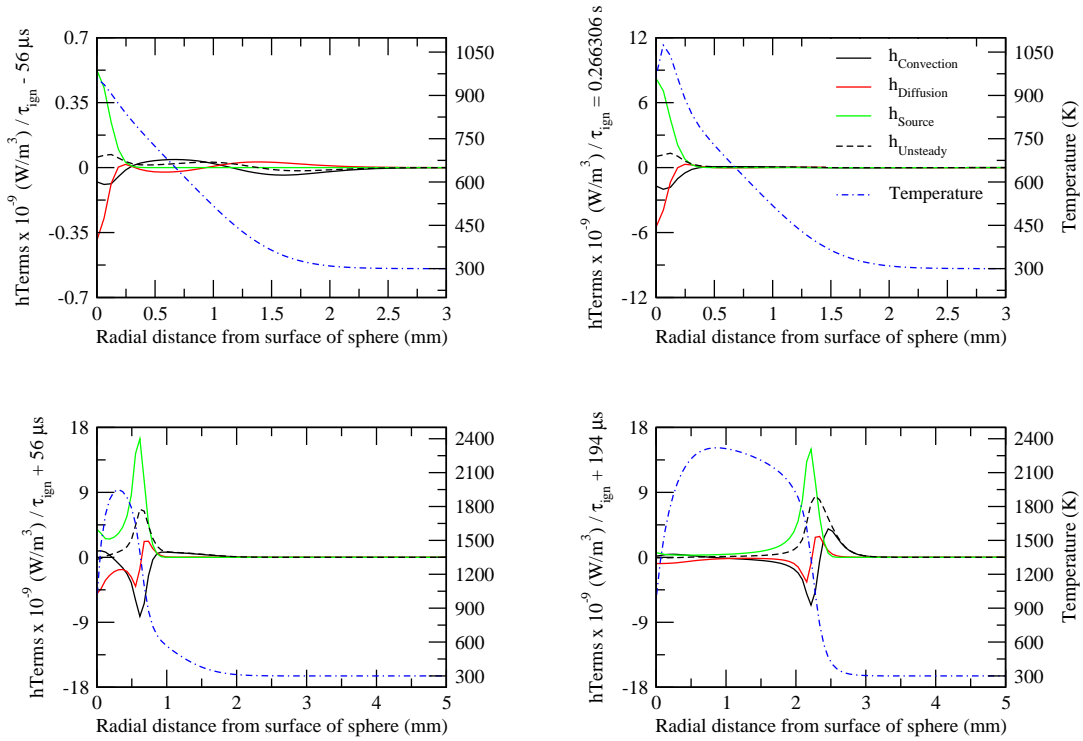 hTerms x 10^-9 (W/m^3) / τ_ign - 56 μs
0.7
0.35
0
-0.35
-0.7
1050
900
750
600
450
300
0 0.5 1 1.5 2 2.5 3
Radial distance from surface of sphere (mm)
hTerms x 10^-9 (W/m^3) / τ_ign = 0.266306 s
12
6
0
-6
-12
h_Convection
h_Diffusion
h_Source
h_Unsteady
Temperature
1050
900
750
600
450
300
Temperature (K)
0 0.5 1 1.5 2 2.5 3
Radial distance from surface of sphere (mm)
hTerms x 10^-9 (W/m^3) / τ_ign + 56 μs
18
9
0
-9
-18
2400
2100
1800
1500
1200
900
600
300
0 1 2 3 4 5
Radial distance from surface of sphere (mm)
hTerms x 10^-9 (W/m^3) / τ_ign + 194 μs
18
9
0
-9
-18
2400
2100
1800
1500
1200
900
600
300
Temperature (K)
0 1 2 3 4 5
Radial distance from surface of sphere (mm)